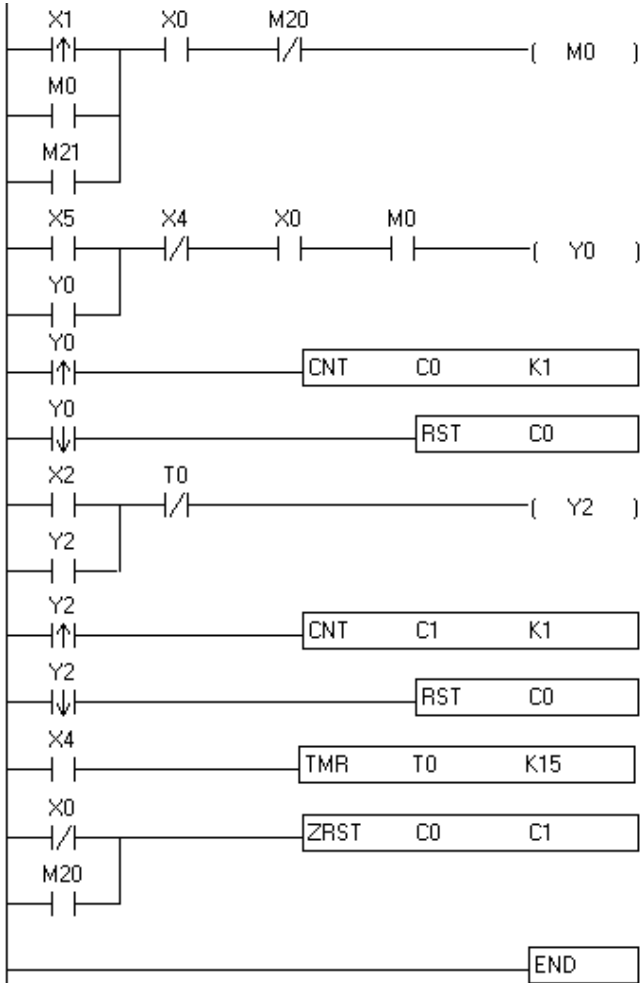 X1 X0 M20
( M0 )
M0
M21
X5 X4 X0 M0
( Y0 )
Y0
Y0
CNT C0 K1
Y0
RST C0
X2 T0
( Y2 )
Y2
Y2
CNT C1 K1
Y2
RST C0
X4
TMR T0 K15
X0
ZRST C0 C1
M20
END